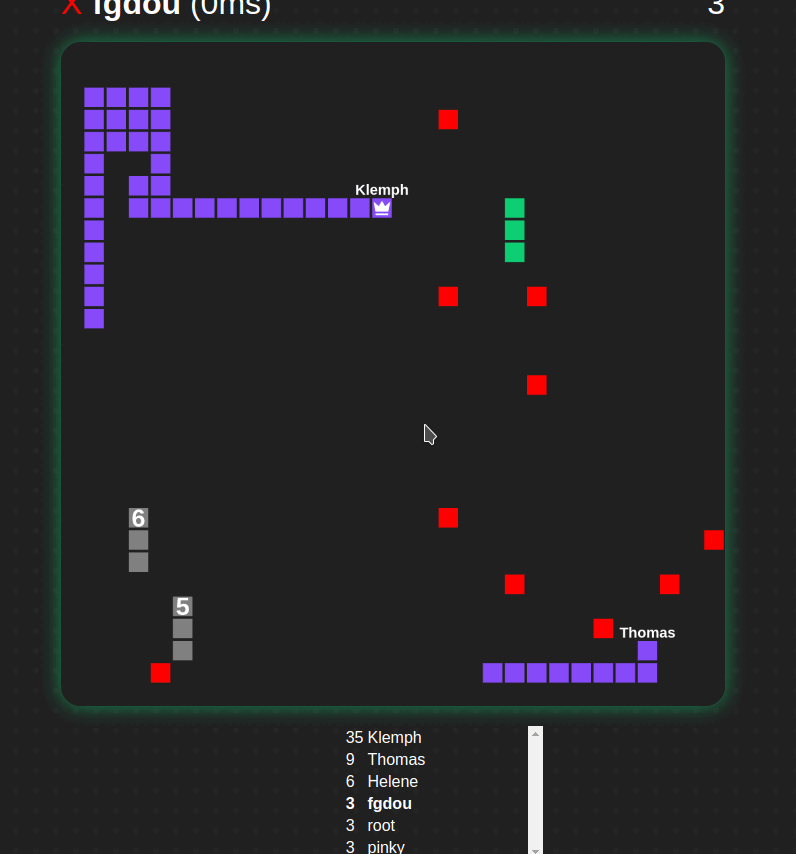 X fgdou (0ms) 3
Klemph
6
5
Thomas
35 Klemph
9 Thomas
6 Helene
3 fgdou
3 root
3 pinky